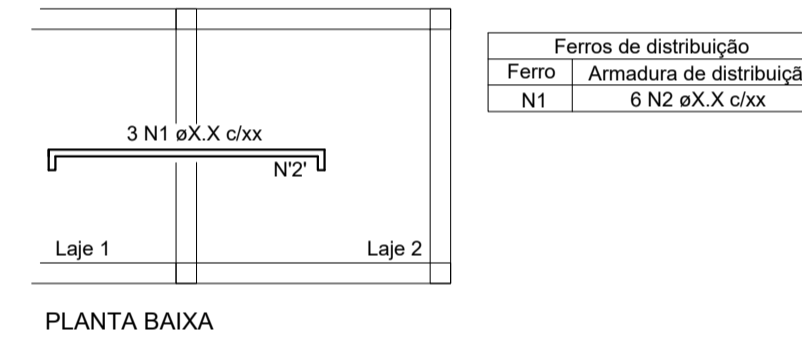 Ferros de distribuição
Ferro Armadura de distribuiçã
N1 6 N2 øX.X c/xx
3 N1 øX.X c/xx
N'2'
Laje 1 Laje 2
PLANTA BAIXA